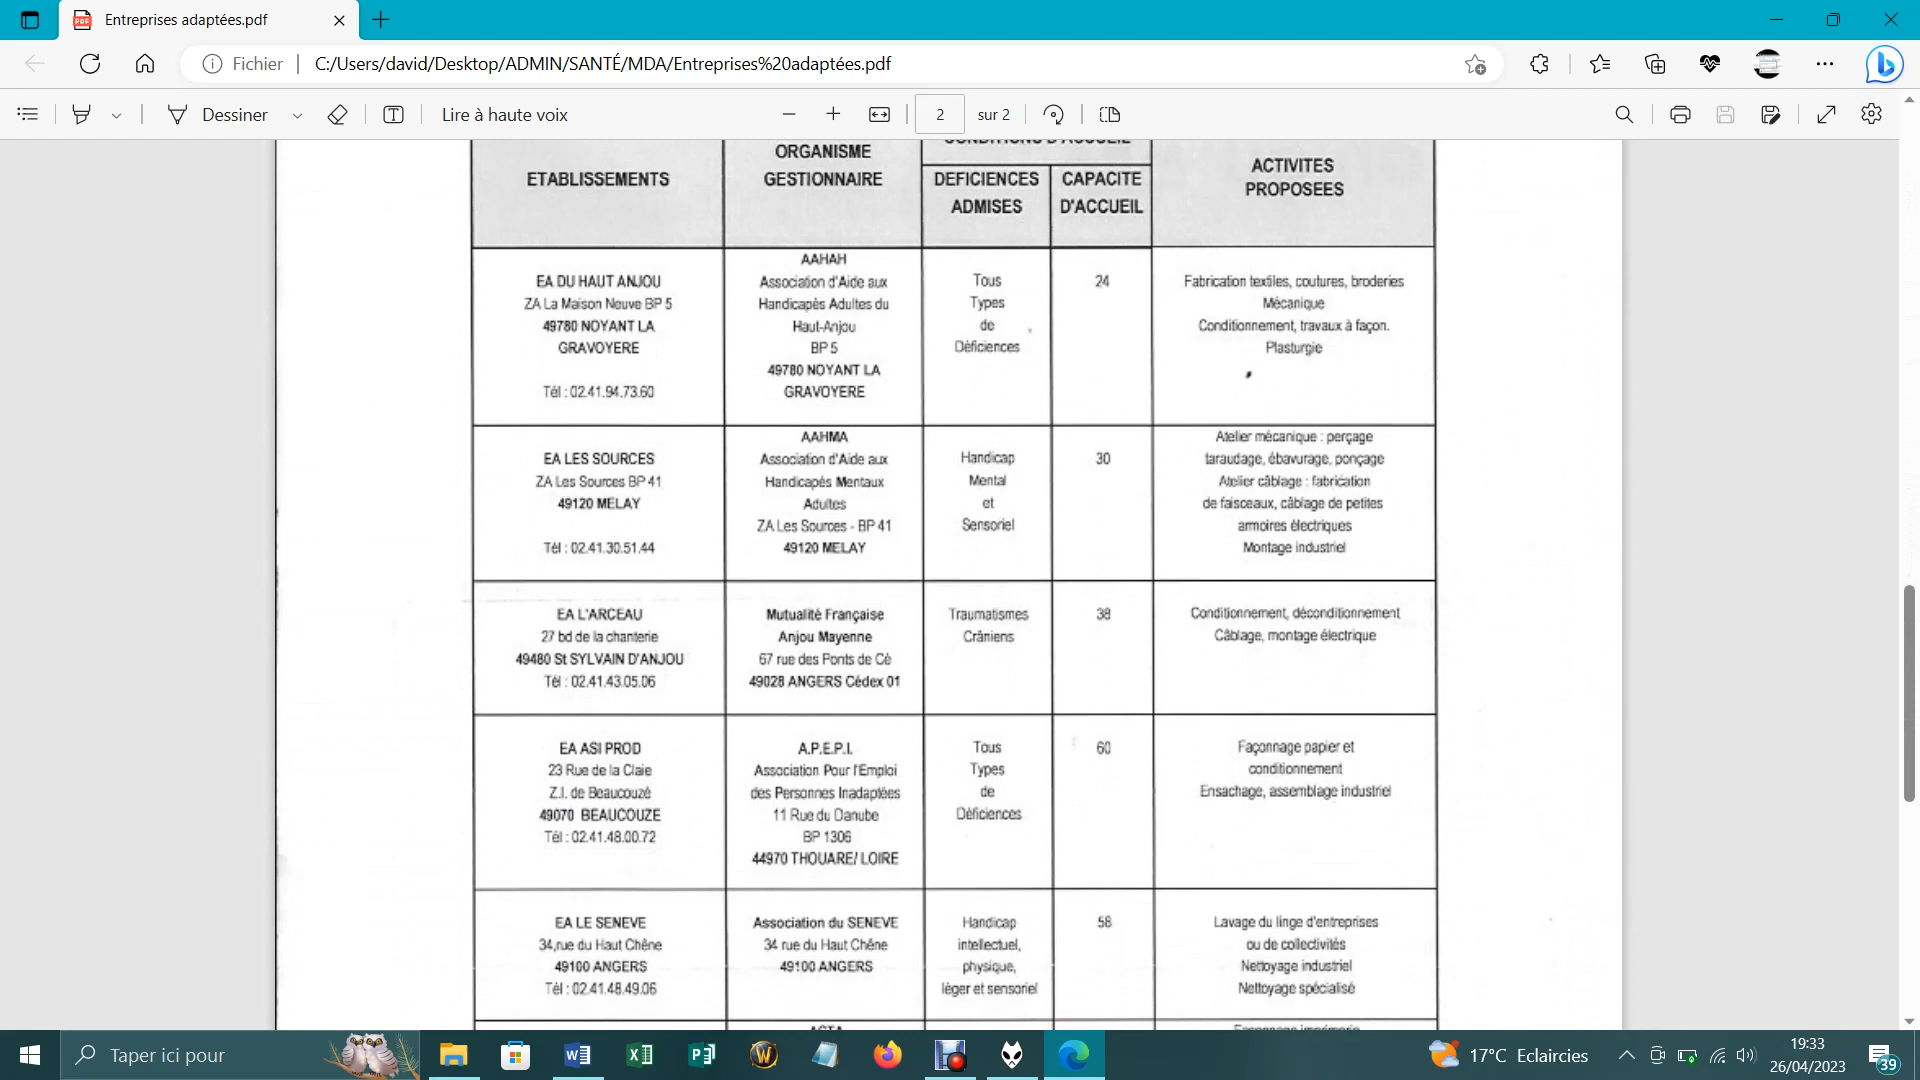 Entreprises adaptées.pdf
Fichier
C:/Users/david/Desktop/ADMIN/SANTÉ/MDA/Entreprises%20adaptées.pdf
Dessiner
Lire à haute voix
2
sur 2
CONDITIONS D'ACCUEIL
ETABLISSEMENTS
ORGANISME
GESTIONNAIRE
DEFICIENCES
ADMISES
CAPACITE
D'ACCUEIL
ACTIVITES
PROPOSEES
EA DU HAUT ANJOU
ZA La Maison Neuve BP 5
49780 NOYANT LA
GRAVOYERE
Tél : 02.41.94.73.60
AAHAH
Association d'Aide aux
Handicapés Adultes du
Haut-Anjou
BP 5
49780 NOYANT LA
GRAVOYERE
Tous
Types
de
Déficiences
24
Fabrication textiles, coutures, broderies
Mécanique
Conditionnement, travaux à façon.
Plasturgie
EA LES SOURCES
ZA Les Sources BP 41
49120 MELAY
Tél : 02.41.30.51.44
AAHMA
Association d'Aide aux
Handicapés Mentaux
Adultes
ZA Les Sources - BP 41
49120 MELAY
Handicap
Mental
et
Sensoriel
30
Atelier mécanique : perçage
taraudage, ébavurage, ponçage
Atelier câblage : fabrication
de faisceaux, câblage de petites
armoires électriques
Montage industriel
EA L'ARCEAU
27 bd de la chanterie
49480 St SYLVAIN D'ANJOU
Tél : 02.41.43.05.06
Mutualité Française
Anjou Mayenne
67 rue des Ponts de Cé
49028 ANGERS Cédex 01
Traumatismes
Crâniens
38
Conditionnement, déconditionnement
Câblage, montage électrique
EA ASI PROD
23 Rue de la Claie
Z.I. de Beaucouzé
49070 BEAUCOUZE
Tél : 02.41.48.00.72
A.P.E.P.I.
Association Pour l'Emploi
des Personnes Inadaptées
11 Rue du Danube
BP 1306
44970 THOUARE/ LOIRE
Tous
Types
de
Déficiences
60
Façonnage papier et
conditionnement
Ensachage, assemblage industriel
EA LE SENEVE
34,rue du Haut Chêne
49100 ANGERS
Tél : 02.41.48.49.06
Association du SENEVE
34 rue du Haut Chêne
49100 ANGERS
Handicap
intellectuel,
physique,
léger et sensoriel
58
Lavage du linge d'entreprises
ou de collectivités
Nettoyage industriel
Nettoyage spécialisé
Taper ici pour
17°C Eclaircies
19:33
26/04/2023
39